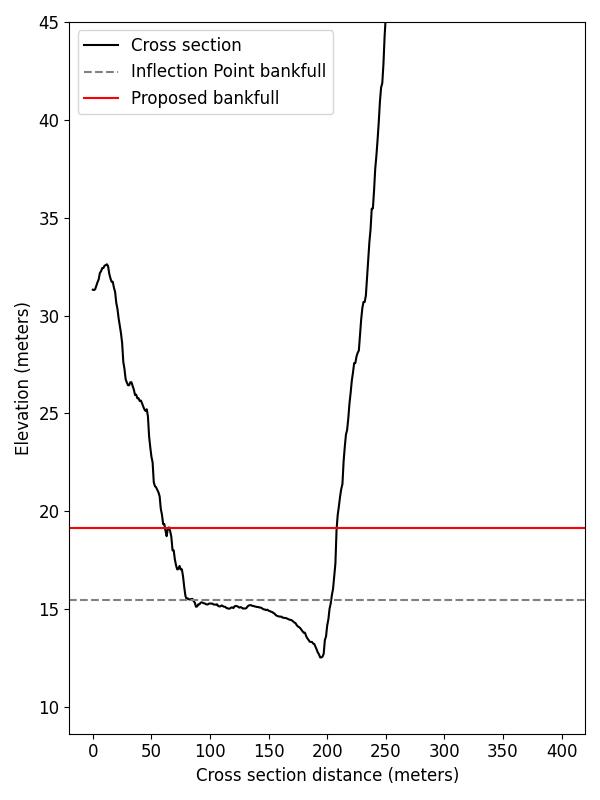 Cross section
Inflection Point bankfull
Proposed bankfull
45
40
35
30
25
20
15
10
Elevation (meters)
0 50 100 150 200 250 300 350 400
Cross section distance (meters)